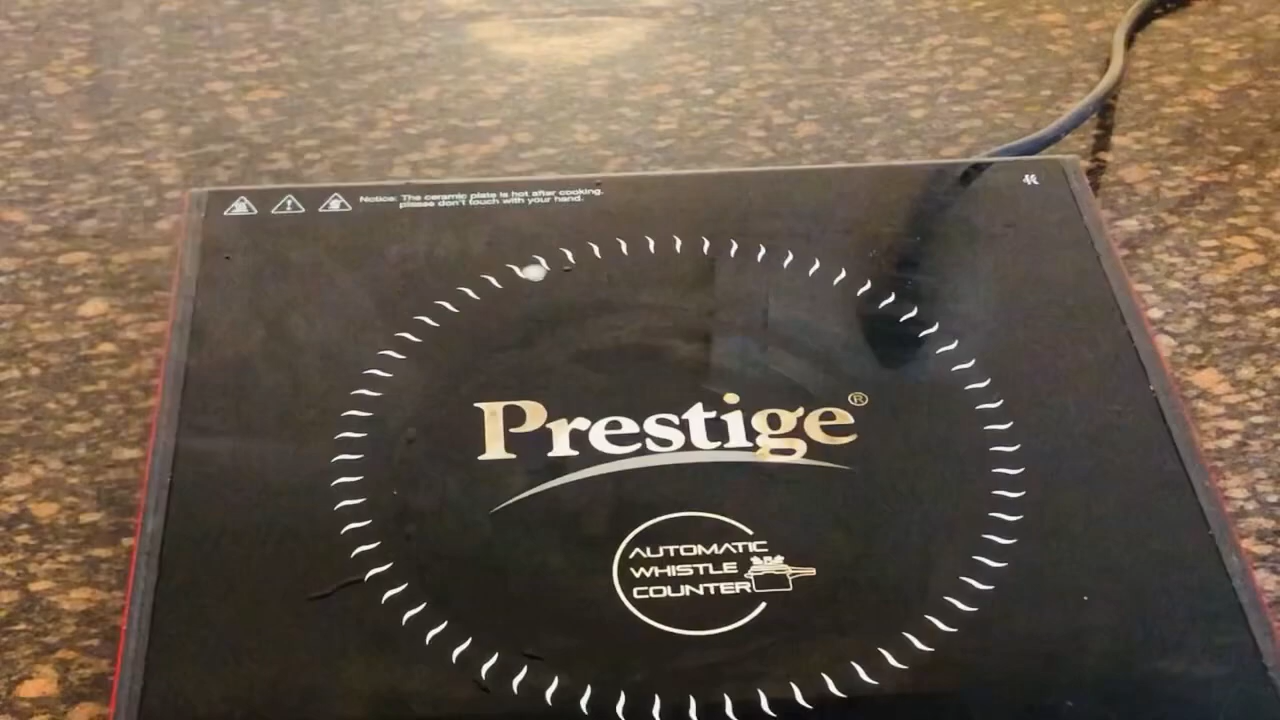 Notice: The ceramic plate is hot after cooking.
please don't touch with your hand.
Prestige®
AUTOMATIC
WHISTLE
COUNTER